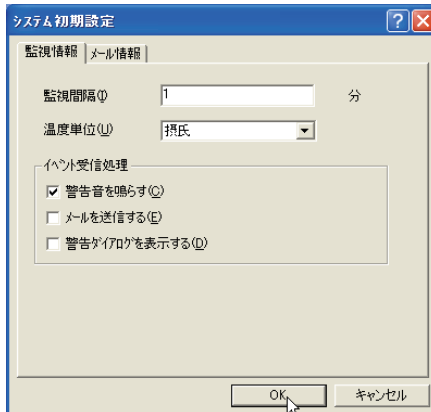 システム初期設定
監視情報 メール情報
監視間隔(I) 1 分
温度単位(U) 摂氏
イベント受信処理
警告音を鳴らす(C)
メールを送信する(E)
警告ダイアログを表示する(D)
OK キャンセル